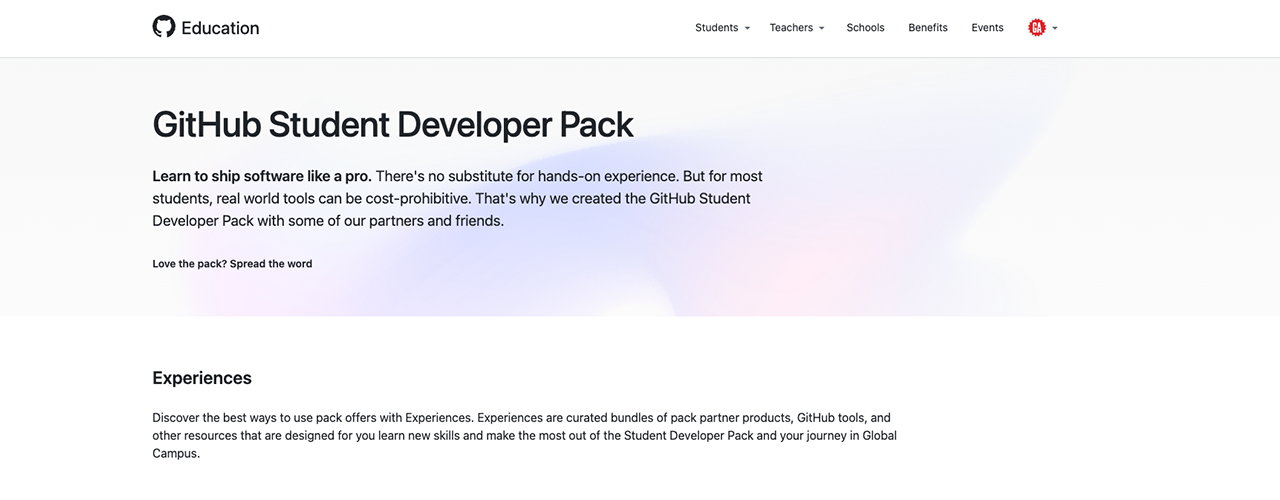 Education
Students
Teachers
Schools
Benefits
Events
GA
GitHub Student Developer Pack
Learn to ship software like a pro. There's no substitute for hands-on experience. But for most
students, real world tools can be cost-prohibitive. That's why we created the GitHub Student
Developer Pack with some of our partners and friends.
Love the pack? Spread the word
Experiences
Discover the best ways to use pack offers with Experiences. Experiences are curated bundles of pack partner products, GitHub tools, and
other resources that are designed for you learn new skills and make the most out of the Student Developer Pack and your journey in Global
Campus.